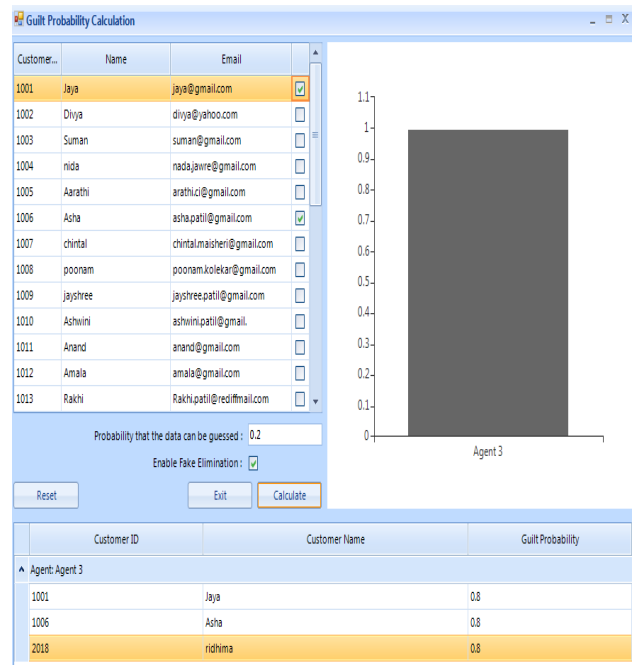 Guilt Probability Calculation
Customer... Name Email
1001 Jaya jaya@gmail.com
1002 Divya divya@yahoo.com
1003 Suman suman@gmail.com
1004 nida nada.jawre@gmail.com
1005 Aarathi arathi.ci@gmail.com
1006 Asha asha.patil@gmail.com
1007 chintal chintal.maisheri@gmail.com
1008 poonam poonam.kolekar@gmail.com
1009 jayshree jayshree.patil@gmail.com
1010 Ashwini ashwini.patil@gmail.
1011 Anand anand@gmail.com
1012 Amala amala@gmail.com
1013 Rakhi Rakhi.patil@rediffmail.com
Probability that the data can be guessed : 0.2
Enable Fake Elimination :
Reset Exit Calculate
1.1
1
0.9
0.8
0.7
0.6
0.5
0.4
0.3
0.2
0.1
0
Agent 3
Customer ID Customer Name Guilt Probability
Agent: Agent 3
1001 Jaya 0.8
1006 Asha 0.8
2018 ridhima 0.8